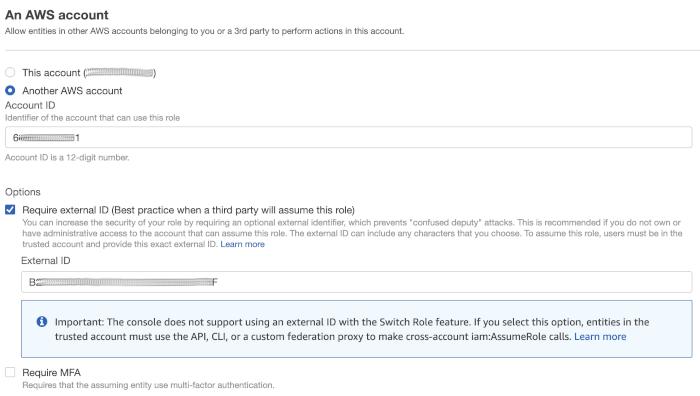 An AWS account
Allow entities in other AWS accounts belonging to you or a 3rd party to perform actions in this account.
This account ( )
Another AWS account
Account ID
Identifier of the account that can use this role
6 1
Account ID is a 12-digit number.
Options
Require external ID (Best practice when a third party will assume this role)
You can increase the security of your role by requiring an optional external identifier, which prevents "confused deputy" attacks. This is recommended if you do not own or
have administrative access to the account that can assume this role. The external ID can include any characters that you choose. To assume this role, users must be in the
trusted account and provide this exact external ID. Learn more
External ID
B F
Important: The console does not support using an external ID with the Switch Role feature. If you select this option, entities in the
trusted account must use the API, CLI, or a custom federation proxy to make cross-account iam:AssumeRole calls. Learn more
Require MFA
Requires that the assuming entity use multi-factor authentication.